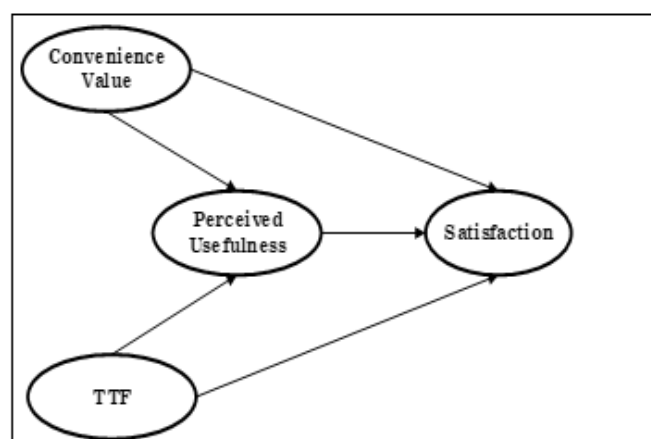 Convenience
Value
Perceived
Usefulness
Satisfaction
TTF